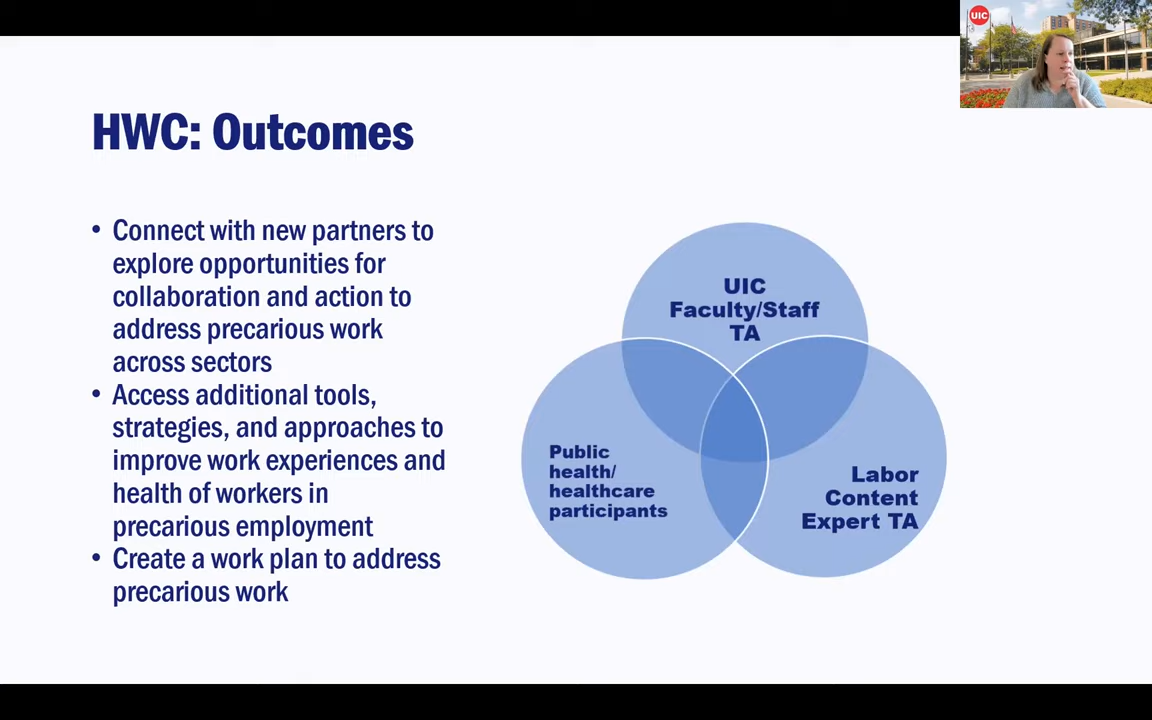 UIC
HWC: Outcomes
• Connect with new partners to
explore opportunities for
collaboration and action to
address precarious work
across sectors
• Access additional tools,
strategies, and approaches to
improve work experiences and
health of workers in
precarious employment
• Create a work plan to address
precarious work
UIC
Faculty/Staff
TA
Public
health/
healthcare
participants
Labor
Content
Expert TA